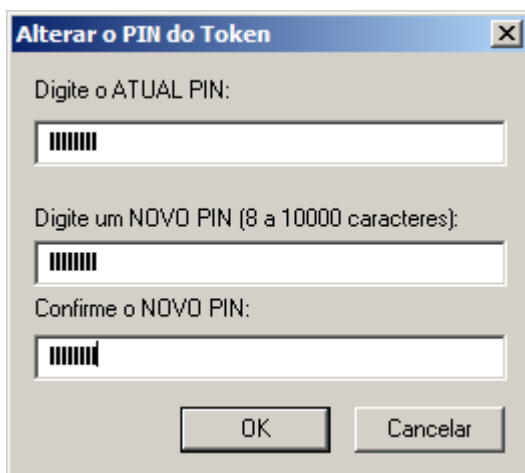 Alterar o PIN do Token
Digite o ATUAL PIN:
Digite um NOVO PIN (8 a 10000 caracteres):
Confirme o NOVO PIN:
OK
Cancelar